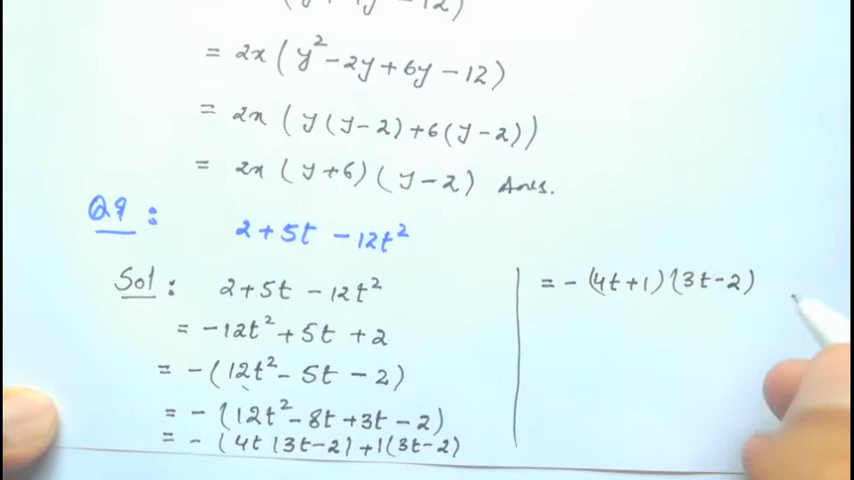 = 2x ( y² - 2y + 6y - 12 )
= 2x ( y ( y - 2 ) + 6 ( y - 2 ) )
= 2x ( y + 6 ) ( y - 2 ) Ans.
Q9 : 2 + 5t - 12t²
Sol : 2 + 5t - 12t²
= -12t² + 5t + 2
= - ( 12t² - 5t - 2 )
= - ( 12t² - 8t + 3t - 2 )
= - ( 4t ( 3t - 2 ) + 1 ( 3t - 2 )
= - ( 4t + 1 ) ( 3t - 2 )